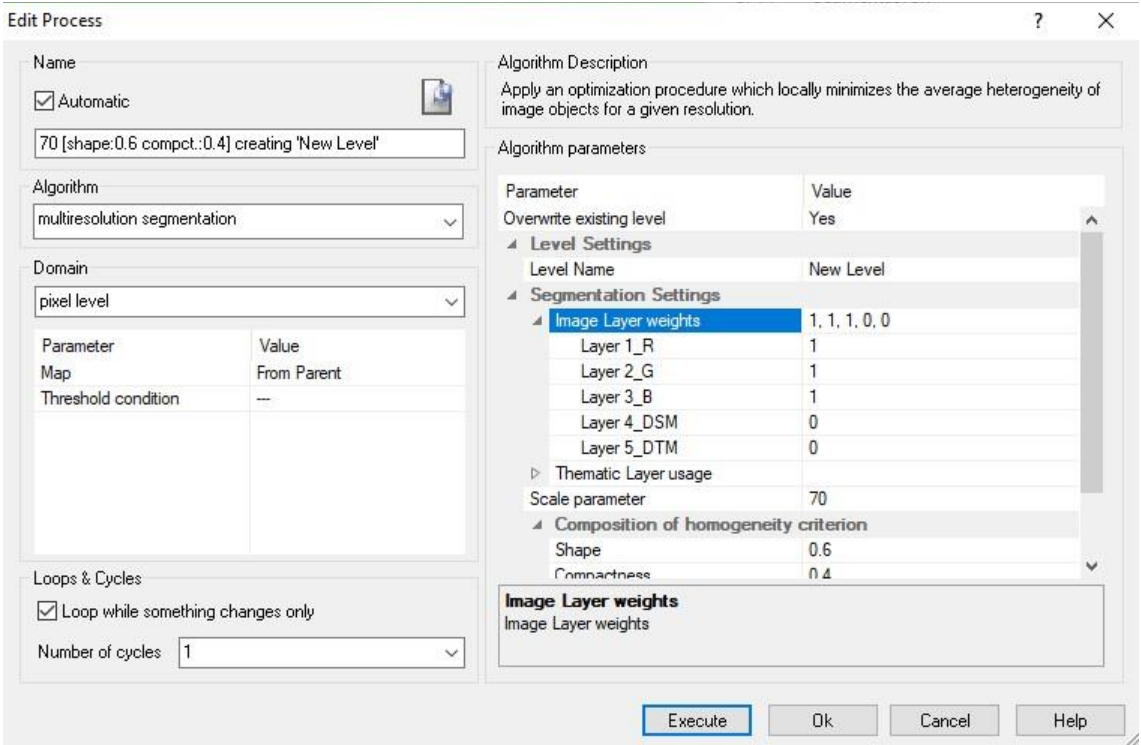 Edit Process
?
Name
Automatic
70 [shape:0.6 compct.:0.4] creating 'New Level'
Algorithm
multiresolution segmentation
Domain
pixel level
Parameter Value
Map From Parent
Threshold condition ---
Loops & Cycles
Loop while something changes only
Number of cycles 1
Algorithm Description
Apply an optimization procedure which locally minimizes the average heterogeneity of
image objects for a given resolution.
Algorithm parameters
Parameter Value
Overwrite existing level Yes
Level Settings
Level Name New Level
Segmentation Settings
Image Layer weights 1, 1, 1, 0, 0
Layer 1_R 1
Layer 2_G 1
Layer 3_B 1
Layer 4_DSM 0
Layer 5_DTM 0
Thematic Layer usage
Scale parameter 70
Composition of homogeneity criterion
Shape 0.6
Compactness 0.4
Image Layer weights
Image Layer weights
Execute Ok Cancel Help